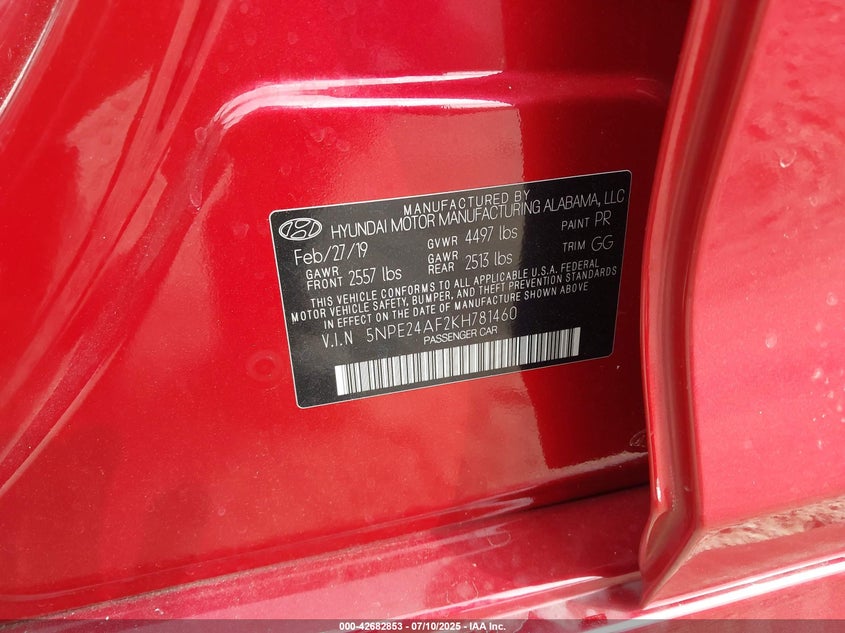 MANUFACTURED BY
HYUNDAI MOTOR MANUFACTURING ALABAMA, LLC
Feb/27/19 GVWR 4497 lbs PAINT PR
GAWR FRONT 2557 lbs GAWR REAR 2513 lbs TRIM GG
THIS VEHICLE CONFORMS TO ALL APPLICABLE U.S.A. FEDERAL
MOTOR VEHICLE SAFETY, BUMPER, AND THEFT PREVENTION STANDARDS
IN EFFECT ON THE DATE OF MANUFACTURE SHOWN ABOVE
V.I.N 5NPE24AF2KH781460
PASSENGER CAR
000-42682853 - 07/10/2025 - IAA Inc.